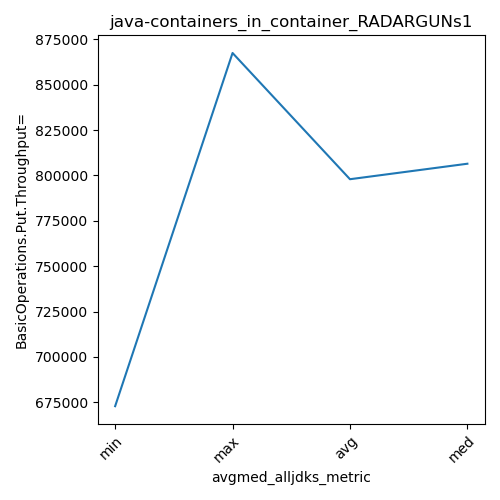 java-containers_in_container_RADARGUNs1
BasicOperations.Put.Throughput=
875000
850000
825000
800000
775000
750000
725000
700000
675000
min
max
avg
med
avgmed_alljdks_metric